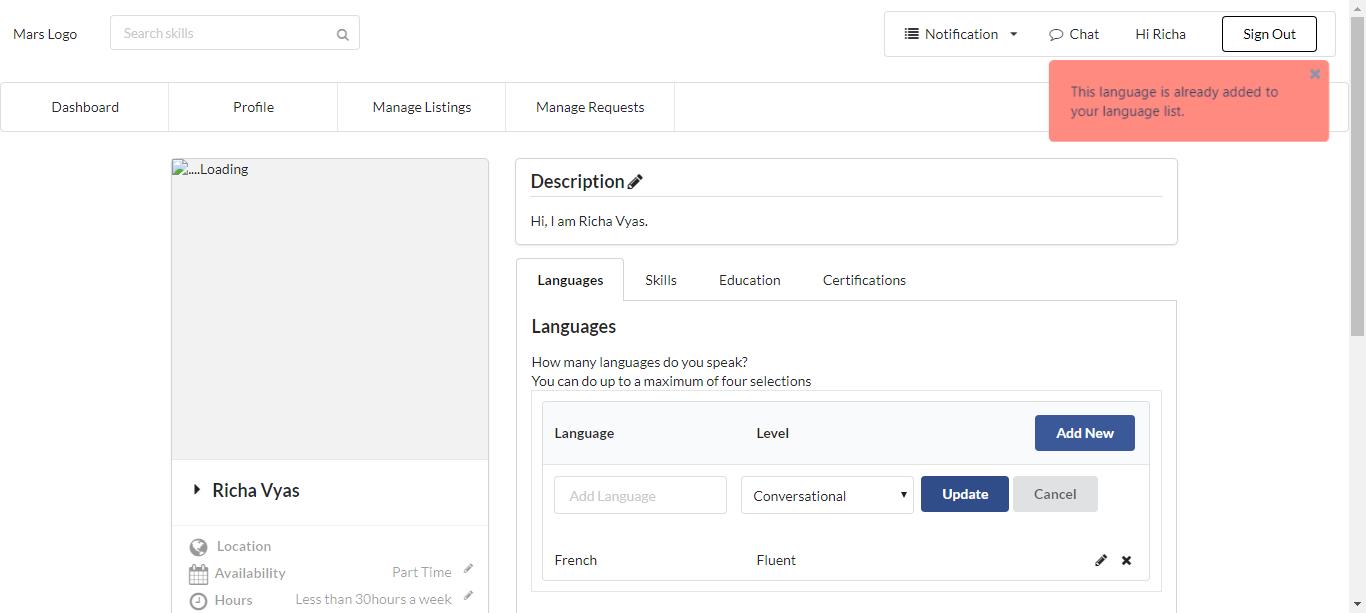 Mars Logo
Search skills
Notification
Chat
Hi Richa
Sign Out
This language is already added to
your language list.
Dashboard
Profile
Manage Listings
Manage Requests
....Loading
Description
Hi, I am Richa Vyas.
Languages
Skills
Education
Certifications
Languages
How many languages do you speak?
You can do up to a maximum of four selections
Language
Level
Add New
Add Language
Conversational
Update
Cancel
French
Fluent
Richa Vyas
Location
Availability
Part Time
Hours
Less than 30hours a week